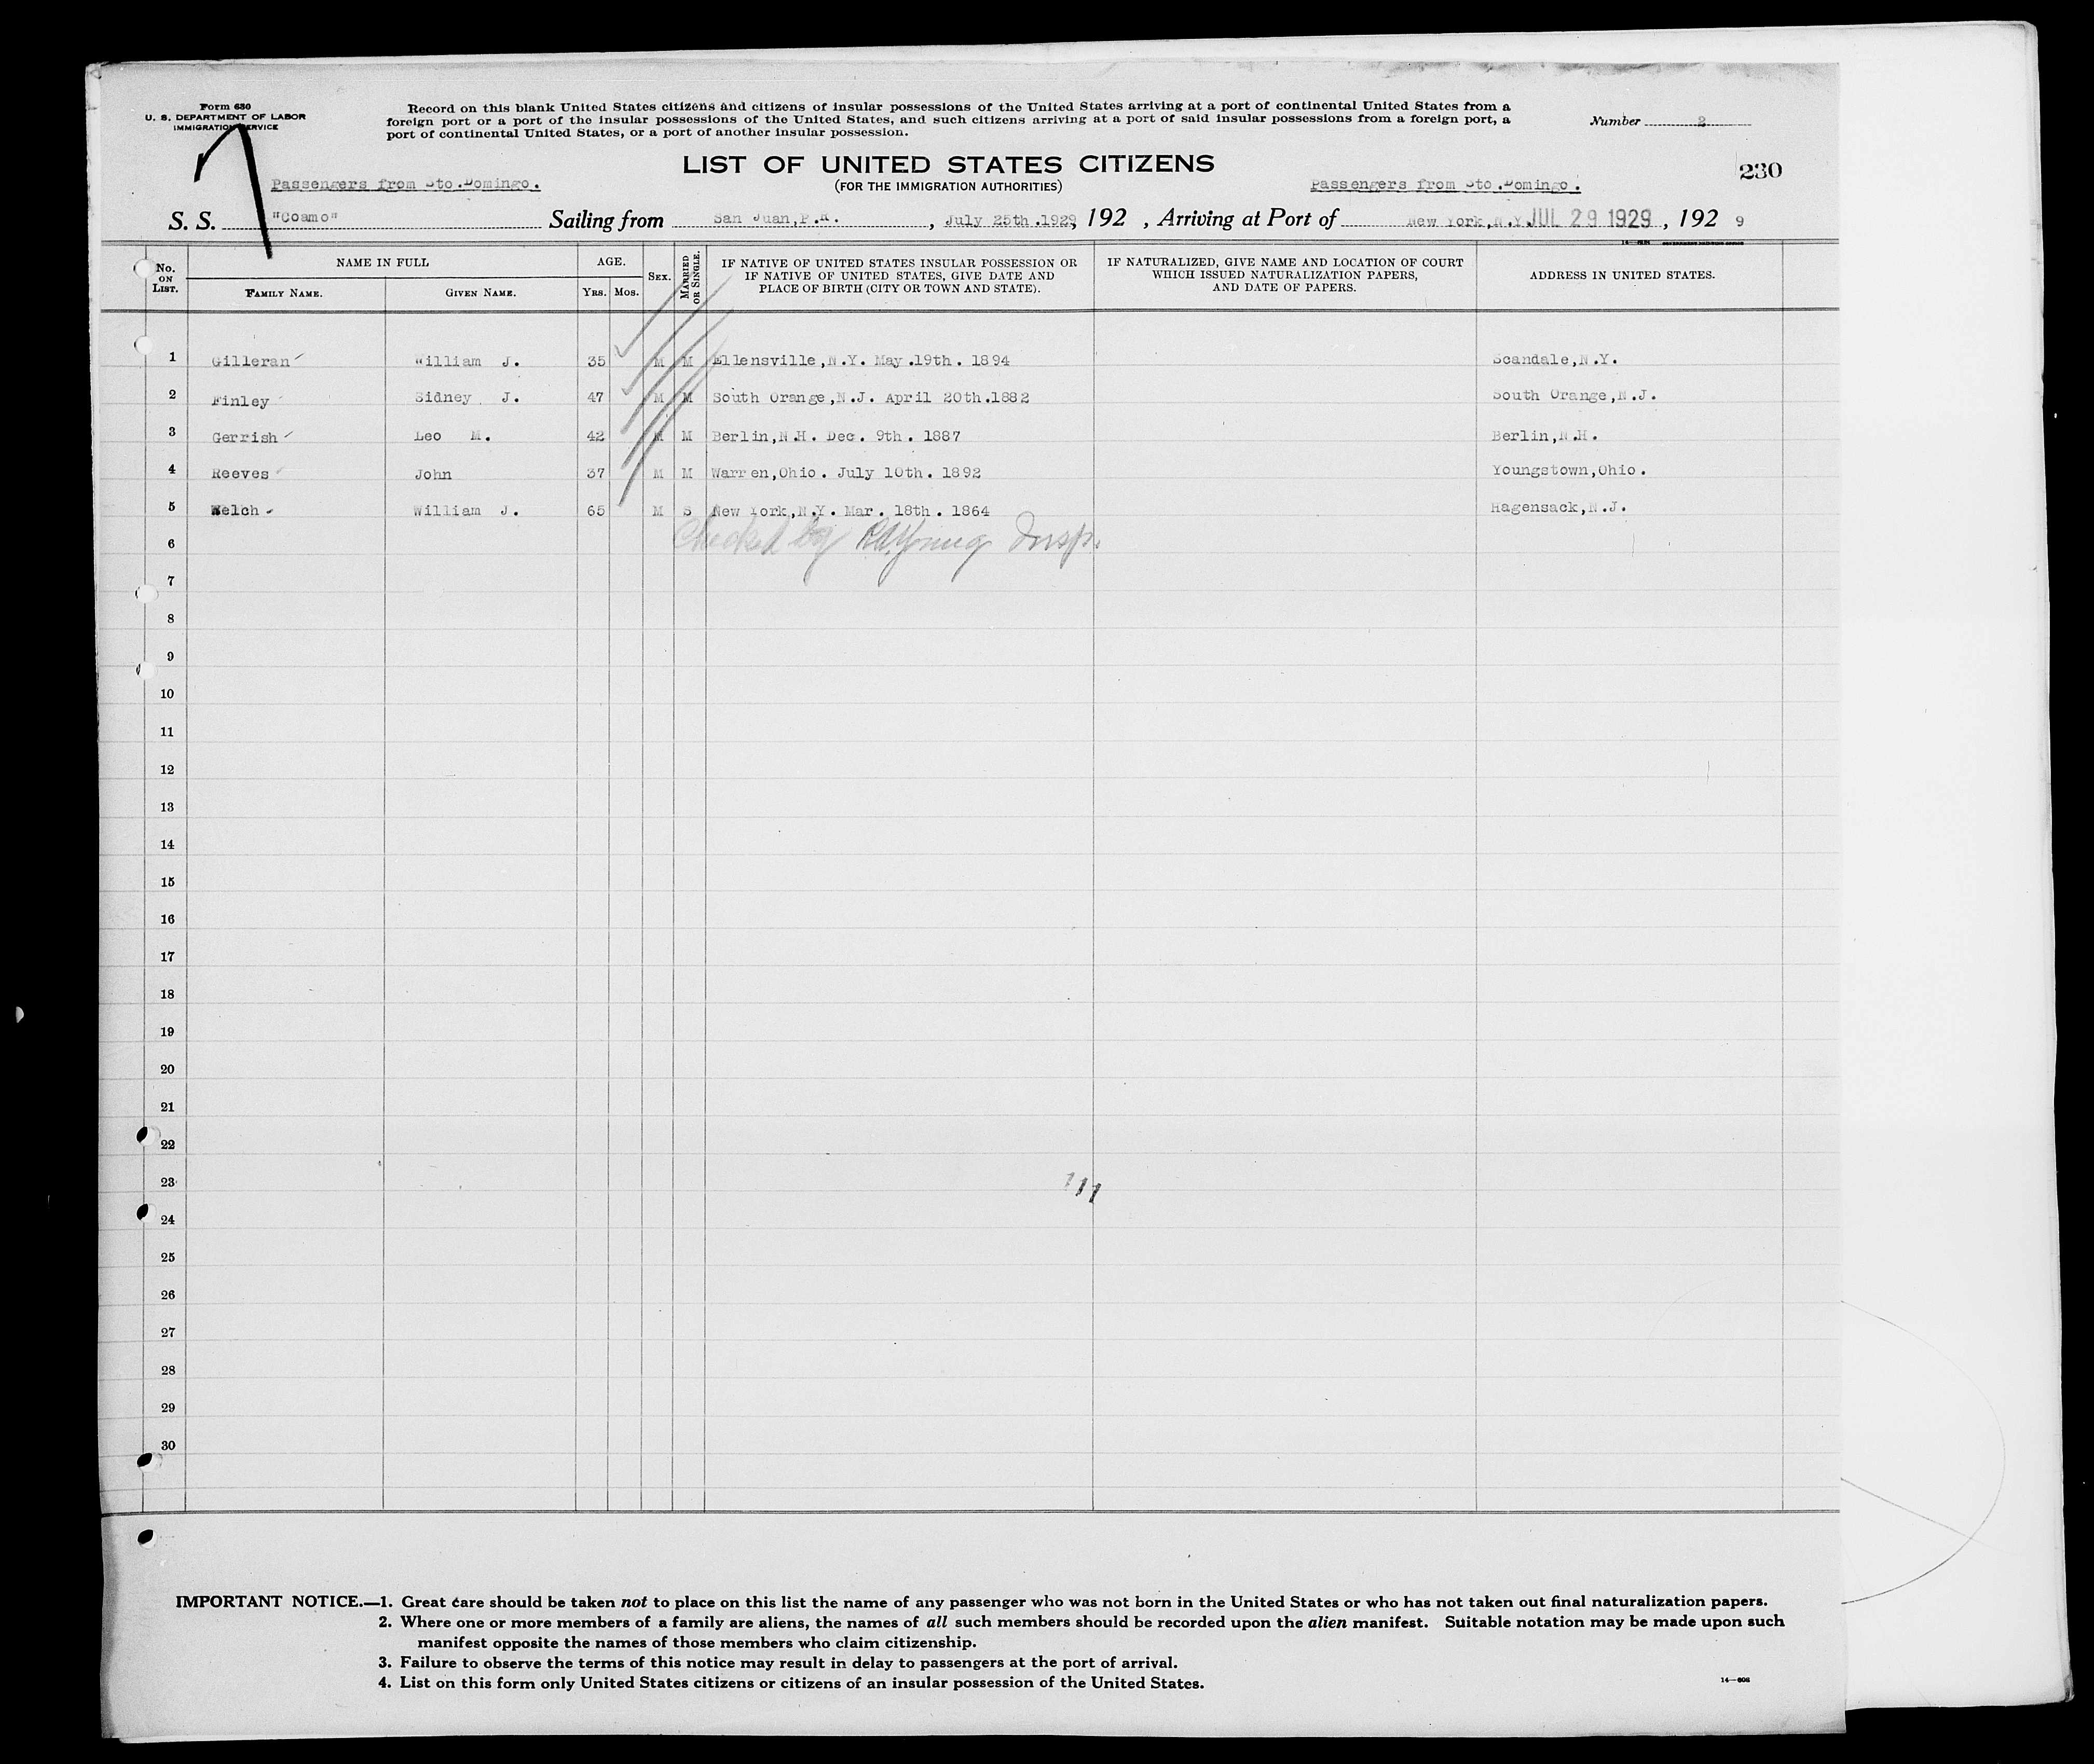 Form 630
U. S. DEPARTMENT OF LABOR
IMMIGRATION SERVICE
Record on this blank United States citizens and citizens of insular possessions of the United States arriving at a port of continental United States from a
foreign port or a port of the insular possessions of the United States, and such citizens arriving at a port of said insular possessions from a foreign port, a
port of continental United States, or a port of another insular possession.
Number 2
LIST OF UNITED STATES CITIZENS
(FOR THE IMMIGRATION AUTHORITIES)
230
Passengers from Sto.Domingo. Passengers from Sto.Domingo.
S. S. "Coamo" Sailing from San Juan,P.R. , July 25th.1929, 192 , Arriving at Port of New York,N.Y. JUL 29 1929 , 192 9
No. ON LIST. NAME IN FULL AGE. SEX. MARRIED OR SINGLE. IF NATIVE OF UNITED STATES INSULAR POSSESSION OR IF NATIVE OF UNITED STATES, GIVE DATE AND PLACE OF BIRTH (CITY OR TOWN AND STATE). IF NATURALIZED, GIVE NAME AND LOCATION OF COURT WHICH ISSUED NATURALIZATION PAPERS, AND DATE OF PAPERS. ADDRESS IN UNITED STATES.
FAMILY NAME. GIVEN NAME. YRS. MOS.
1 Gilleran William J. 35 M M Ellensville,N.Y. May.19th. 1894 Scandale,N.Y.
2 Finley Sidney J. 47 M M South Orange,N.J. April 20th.1882 South Orange,N.J.
3 Gerrish Leo M. 42 M M Berlin,N.H. Dec. 9th. 1887 Berlin,N.H.
4 Reeves John 37 M M Warren,Ohio. July 10th. 1892 Youngstown,Ohio.
5 Welch William J. 65 M S New York,N.Y. Mar. 18th. 1864 Hagensack,N.J.
6 Checked by R.A.Young Insp.
7
8
9
10
11
12
13
14
15
16
17
18
19
20
21
22
23
24
25
26
27
28
29
30
IMPORTANT NOTICE.—1. Great care should be taken not to place on this list the name of any passenger who was not born in the United States or who has not taken out final naturalization papers.
2. Where one or more members of a family are aliens, the names of all such members should be recorded upon the alien manifest. Suitable notation may be made upon such
manifest opposite the names of those members who claim citizenship.
3. Failure to observe the terms of this notice may result in delay to passengers at the port of arrival.
4. List on this form only United States citizens or citizens of an insular possession of the United States.
14—608